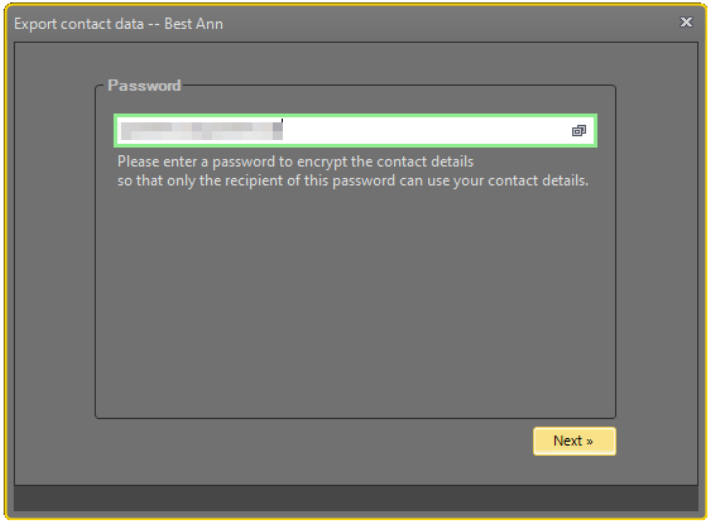 Export contact data -- Best Ann
Password
Please enter a password to encrypt the contact details
so that only the recipient of this password can use your contact details.
Next »